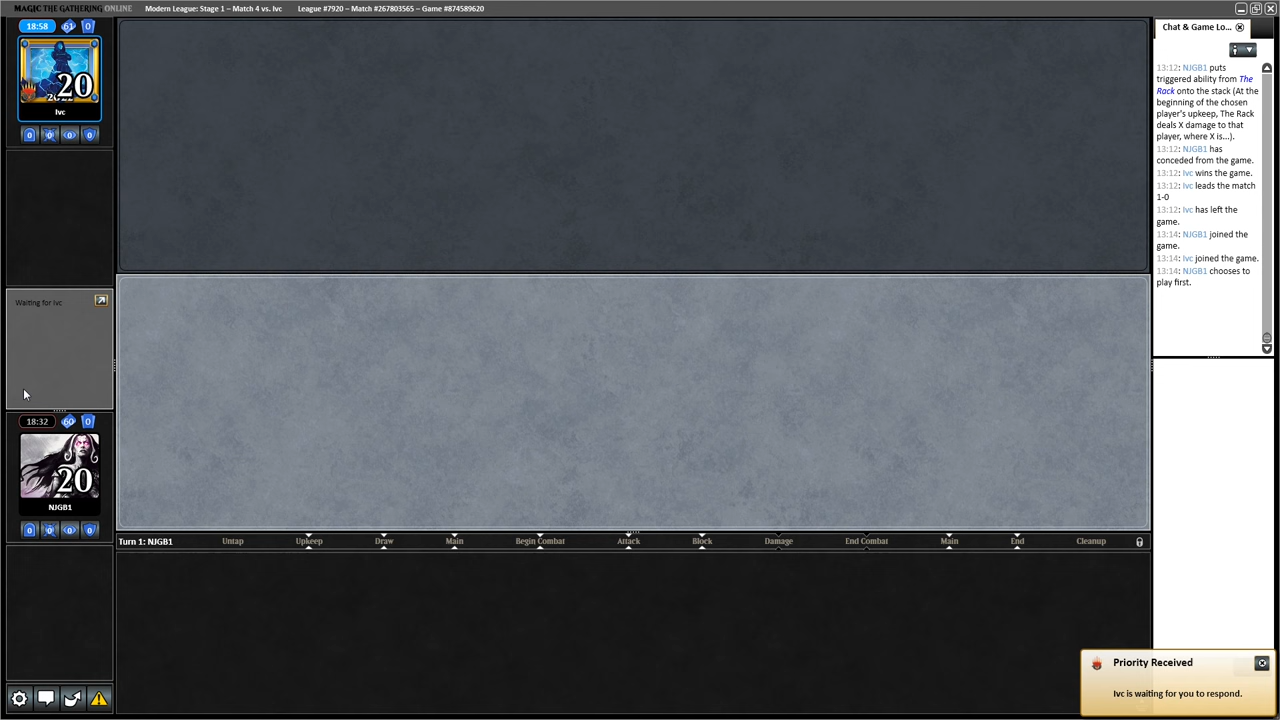 MAGIC THE GATHERING ONLINE Modern League: Stage 1 – Match 4 vs. lvc League #7920 – Match #267803565 – Game #874589620
18:58 61 0
20
2022
lvc
0 0 0 0
Waiting for lvc
18:32 60 0
20
NJGB1
0 0 0 0
Turn 1: NJGB1 Untap Upkeep Draw Main Begin Combat Attack Block Damage End Combat Main End Cleanup
Chat & Game Lo...
13:12: NJGB1 puts
triggered ability from The
Rack onto the stack (At the
beginning of the chosen
player's upkeep, The Rack
deals X damage to that
player, where X is...).
13:12: NJGB1 has
conceded from the game.
13:12: lvc wins the game.
13:12: lvc leads the match
1-0
13:12: lvc has left the
game.
13:14: NJGB1 joined the
game.
13:14: lvc joined the game.
13:14: NJGB1 chooses to
play first.
Priority Received
lvc is waiting for you to respond.